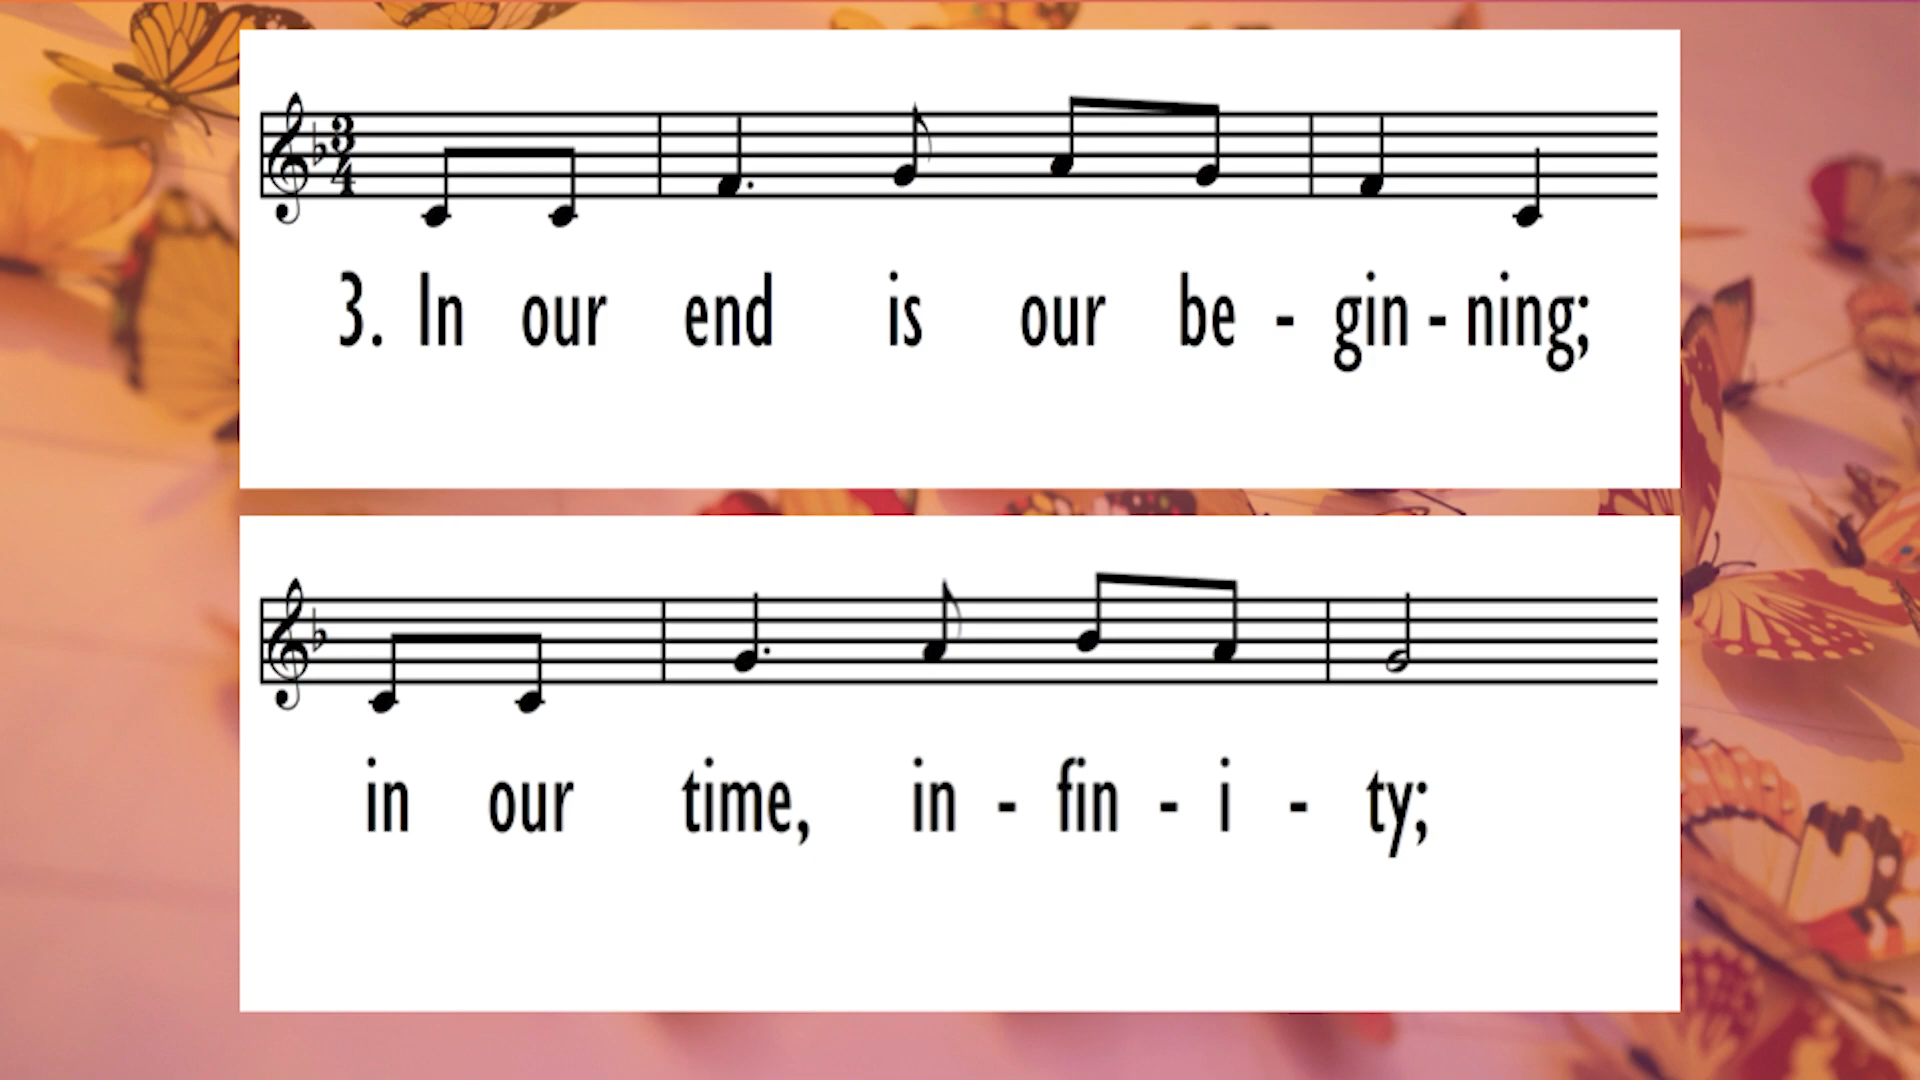 3. In our end is our be - gin - ning;
in our time, in - fin - i - ty;